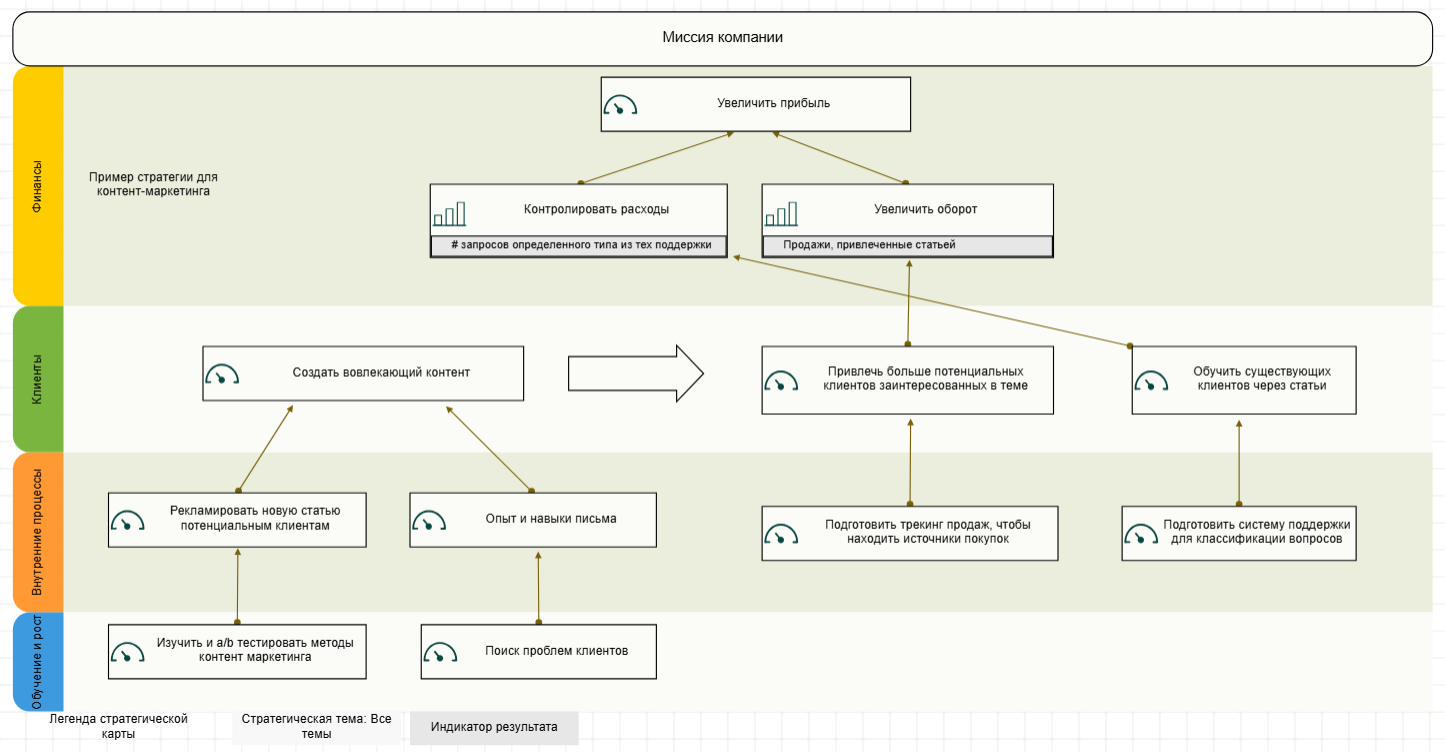 Миссия компании
Финансы
Пример стратегии для
контент-маркетинга
Увеличить прибыль
Контролировать расходы
# запросов определенного типа из тех поддержки
Увеличить оборот
Продажи, привлеченные статьей
Клиенты
Создать вовлекающий контент
Привлечь больше потенциальных
клиентов заинтересованных в теме
Обучить существующих
клиентов через статьи
Внутренние процессы
Рекламировать новую статью
потенциальным клиентам
Опыт и навыки письма
Подготовить трекинг продаж, чтобы
находить источники покупок
Подготовить систему поддержки
для классификации вопросов
Обучение и рост
Изучить и a/b тестировать методы
контент маркетинга
Поиск проблем клиентов
Легенда стратегической
карты
Стратегическая тема: Все
темы
Индикатор результата